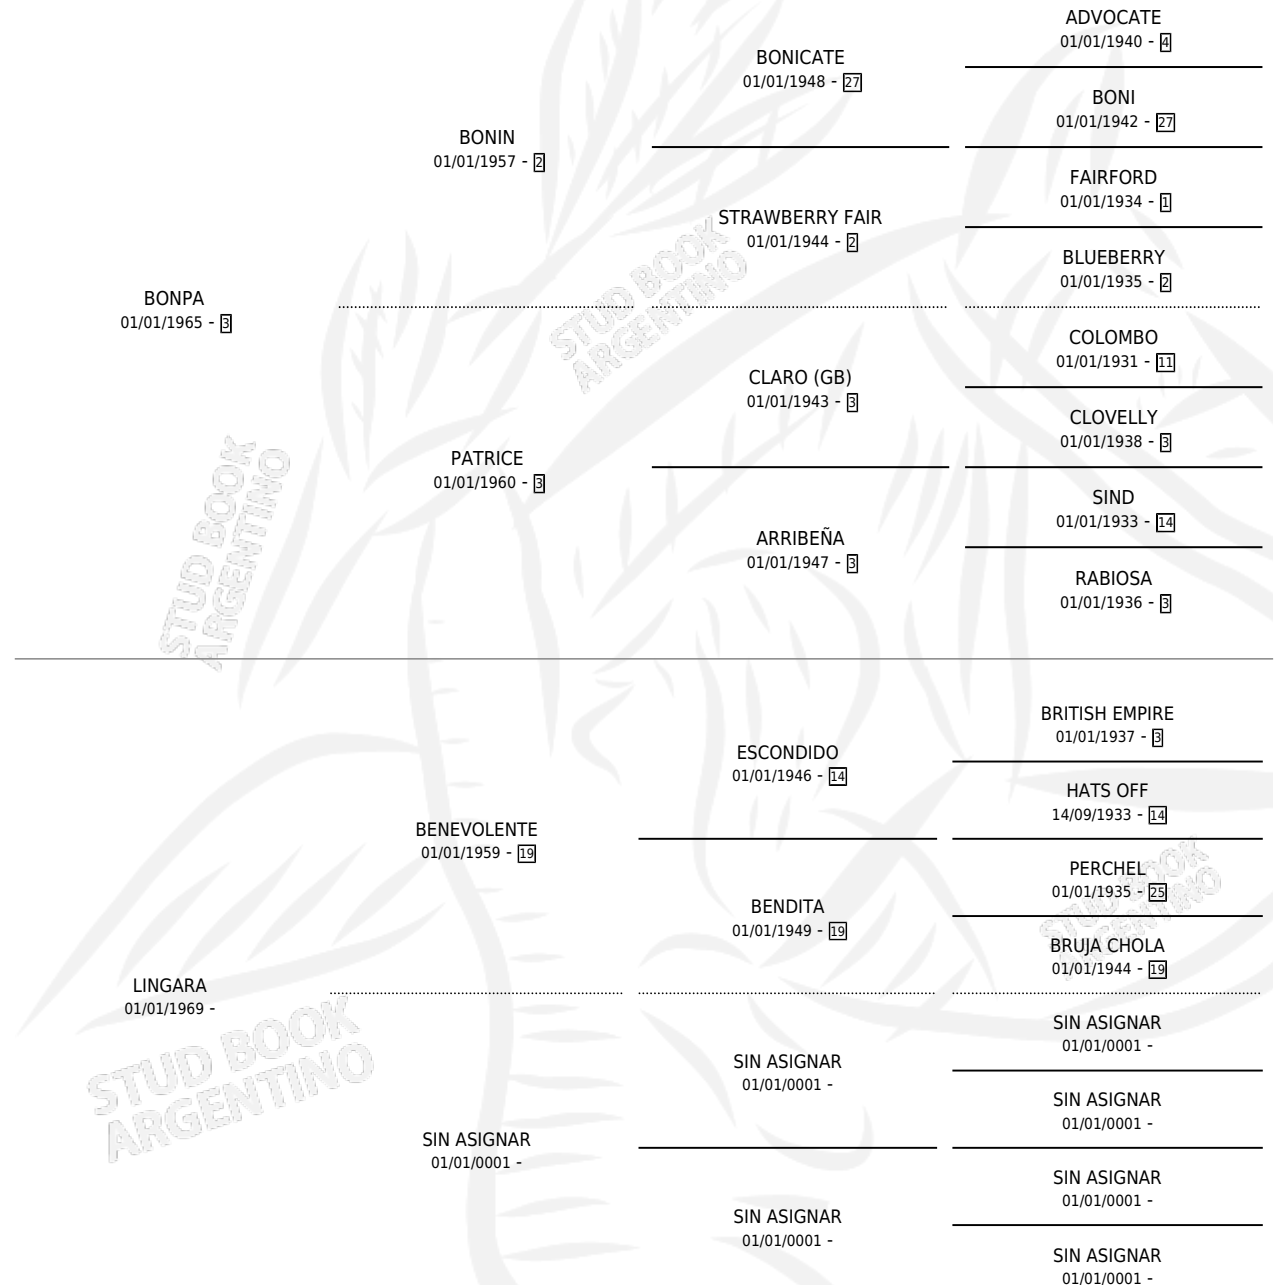 BONPA
01/01/1965 - 3
BONIN
01/01/1957 - 2
BONICATE
01/01/1948 - 27
ADVOCATE
01/01/1940 - 4
BONI
01/01/1942 - 27
STRAWBERRY FAIR
01/01/1944 - 2
FAIRFORD
01/01/1934 - 1
BLUEBERRY
01/01/1935 - 2
PATRICE
01/01/1960 - 3
CLARO (GB)
01/01/1943 - 3
COLOMBO
01/01/1931 - 11
CLOVELLY
01/01/1938 - 3
ARRIBEÑA
01/01/1947 - 3
SIND
01/01/1933 - 14
RABIOSA
01/01/1936 - 3
LINGARA
01/01/1969 -
BENEVOLENTE
01/01/1959 - 19
ESCONDIDO
01/01/1946 - 14
BRITISH EMPIRE
01/01/1937 - 3
HATS OFF
14/09/1933 - 14
BENDITA
01/01/1949 - 19
PERCHEL
01/01/1935 - 25
BRUJA CHOLA
01/01/1944 - 19
SIN ASIGNAR
01/01/0001 -
SIN ASIGNAR
01/01/0001 -
SIN ASIGNAR
01/01/0001 -
SIN ASIGNAR
01/01/0001 -
SIN ASIGNAR
01/01/0001 -
SIN ASIGNAR
01/01/0001 -
SIN ASIGNAR
01/01/0001 -
STUD BOOK
ARGENTINO
STUD BOOK
ARGENTINO
STUD BOOK
ARGENTINO
STUD BOOK
ARGENTINO